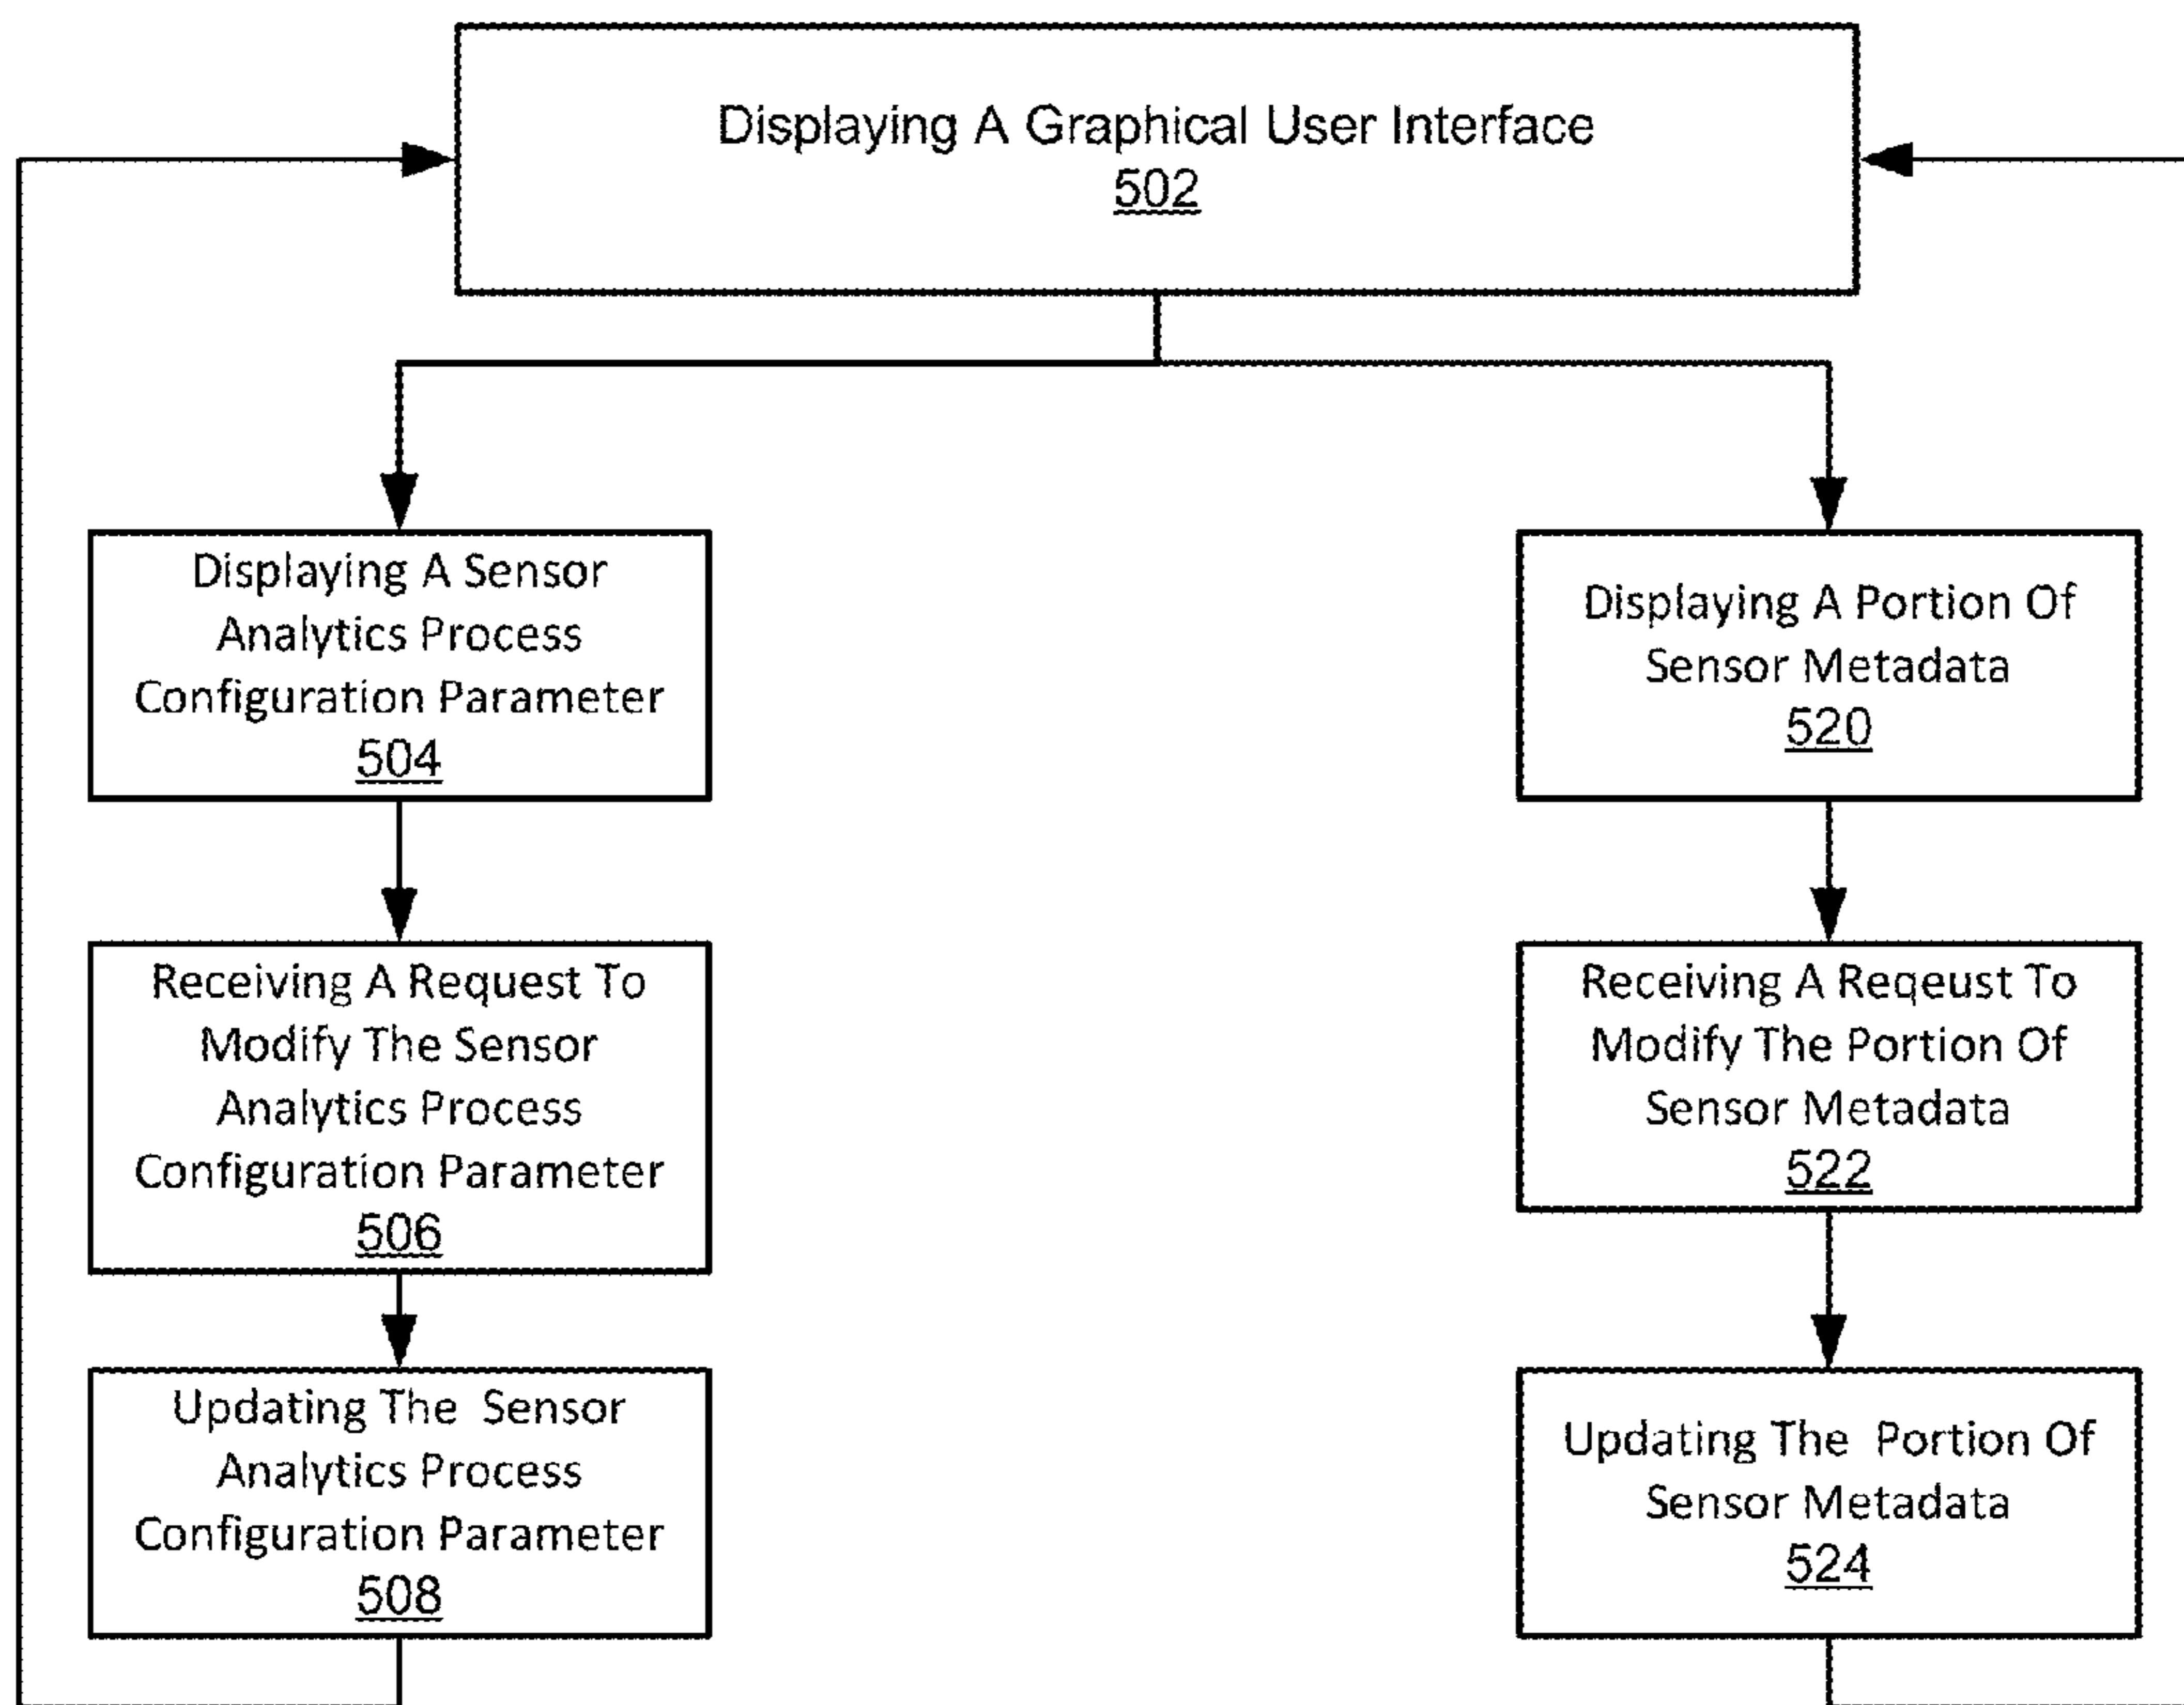 Displaying A Graphical User Interface
502
Displaying A Sensor
Analytics Process
Configuration Parameter
504
Receiving A Request To
Modify The Sensor
Analytics Process
Configuration Parameter
506
Updating The  Sensor
Analytics Process
Configuration Parameter
508
Displaying A Portion Of
Sensor Metadata
520
Receiving A Reqeust To
Modify The Portion Of
Sensor Metadata
522
Updating The  Portion Of
Sensor Metadata
524